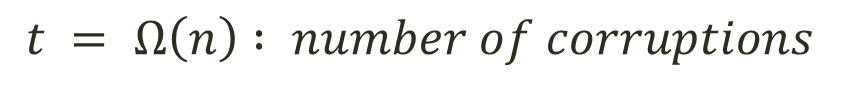 t = Ω(n) : number of corruptions